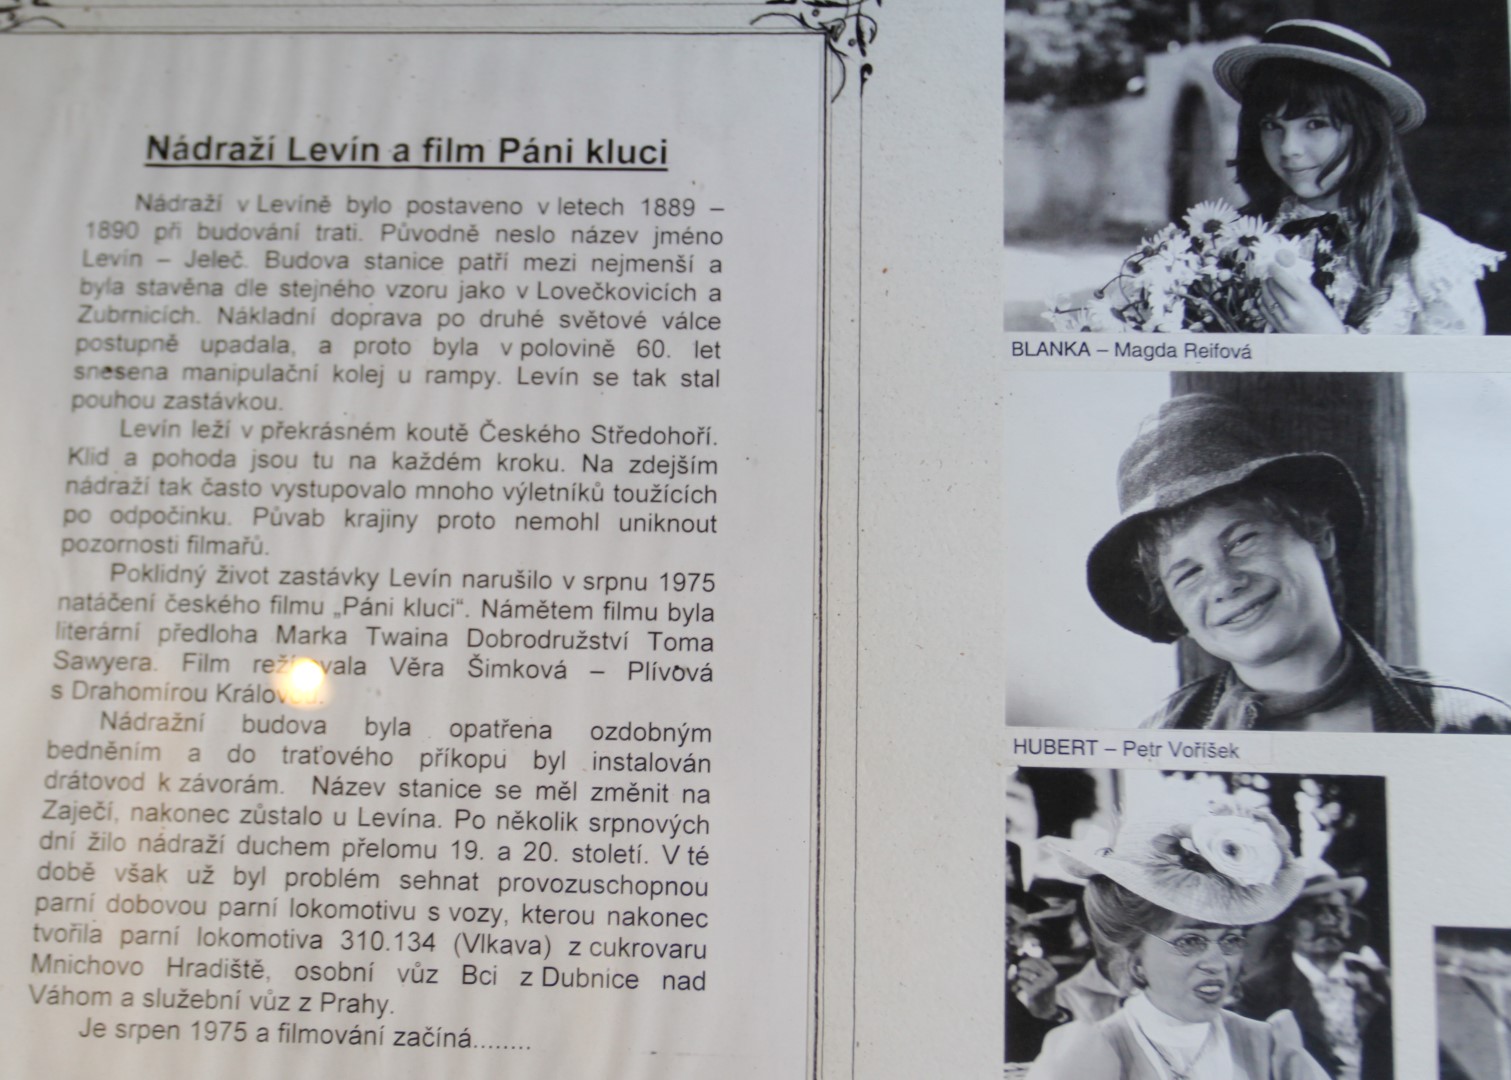 Nádraží Levín a film Páni kluci
Nádraží v Levíně bylo postaveno v letech 1889 –
1890 při budování trati. Původně neslo název jméno
Levín – Jeleč. Budova stanice patří mezi nejmenší a
byla stavěna dle stejného vzoru jako v Lovečkovicích a
Zubrnicích. Nákladní doprava po druhé světové válce
postupně upadala, a proto byla v polovině 60. let
snesena manipulační kolej u rampy. Levín se tak stal
pouhou zastávkou.
Levín leží v překrásném koutě Českého Středohoří.
Klid a pohoda jsou tu na každém kroku. Na zdejším
nádraží tak často vystupovalo mnoho výletníků toužících
po odpočinku. Půvab krajiny proto nemohl uniknout
pozornosti filmařů.
Poklidný život zastávky Levín narušilo v srpnu 1975
natáčení českého filmu „Páni kluci“. Námětem filmu byla
literární předloha Marka Twaina Dobrodružství Toma
Sawyera. Film Věra Šimková – Plívová
s Drahomírou
Nádražní budova byla opatřena ozdobným
bedněním a do traťového příkopu byl instalován
drátovod k závorám. Název stanice se měl změnit na
Zaječí, nakonec zůstalo u Levína. Po několik srpnových
dní žilo nádraží duchem přelomu 19. a 20. století. V té
době však už byl problém sehnat provozuschopnou
parní dobovou parní lokomotivu s vozy, kterou nakonec
tvořila parní lokomotiva 310.134 (Vlkava) z cukrovaru
Mnichovo Hradiště, osobní vůz Bci z Dubnice nad
Váhom a služební vůz z Prahy.
Je srpen 1975 a filmování začíná........
BLANKA – Magda Reifová
HUBERT – Petr Voříšek